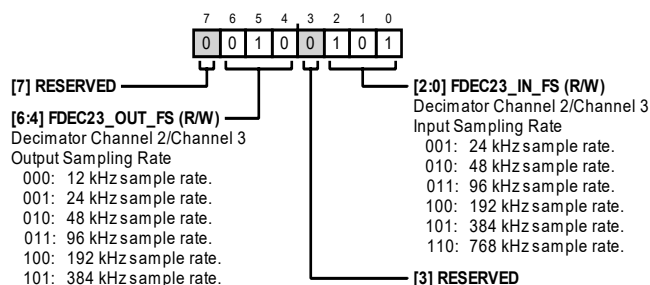 7 6 5 4 3 2 1 0
0 0 1 0 0 1 0 1
[7] RESERVED
[6:4] FDEC23_OUT_FS (R/W)
Decimator Channel 2/Channel 3
Output Sampling Rate
000: 12 kHz sample rate.
001: 24 kHz sample rate.
010: 48 kHz sample rate.
011: 96 kHz sample rate.
100: 192 kHz sample rate.
101: 384 kHz sample rate.
[2:0] FDEC23_IN_FS (R/W)
Decimator Channel 2/Channel 3
Input Sampling Rate
001: 24 kHz sample rate.
010: 48 kHz sample rate.
011: 96 kHz sample rate.
100: 192 kHz sample rate.
101: 384 kHz sample rate.
110: 768 kHz sample rate.
[3] RESERVED